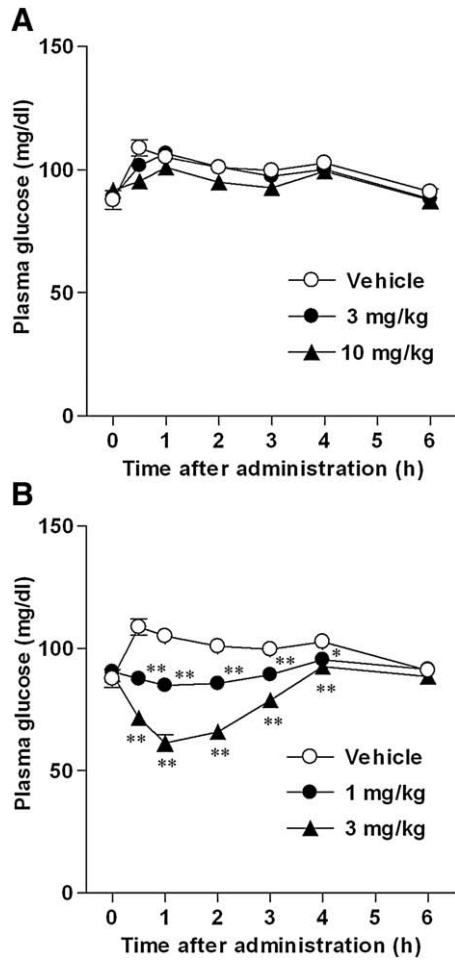 A
150
100
50
0
Plasma glucose (mg/dl)
Vehicle
3 mg/kg
10 mg/kg
0 1 2 3 4 5 6
Time after administration (h)
B
150
100
50
0
Plasma glucose (mg/dl)
** ** ** ** *
** ** ** ** **
Vehicle
1 mg/kg
3 mg/kg
0 1 2 3 4 5 6
Time after administration (h)